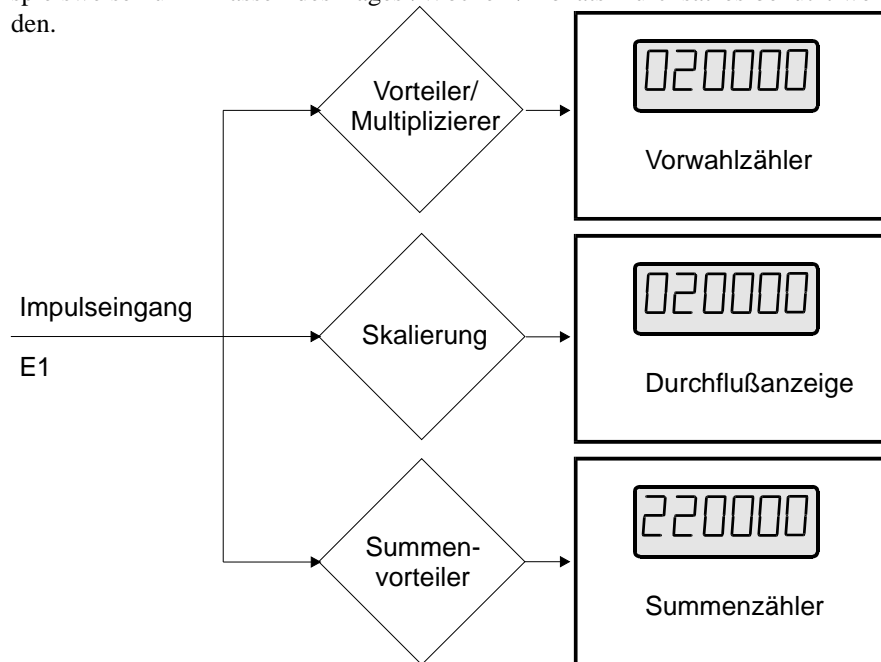 den.
Vorteiler/
Multiplizierer
020000
Vorwahlzähler
Impulseingang
E1
Skalierung
020000
Durchflußanzeige
Summen-
vorteiler
220000
Summenzähler